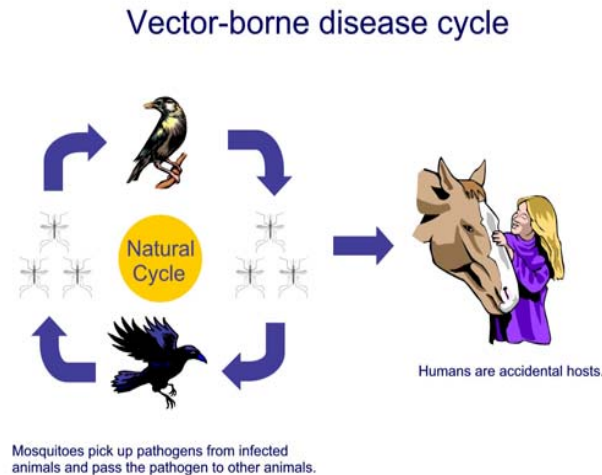 Vector-borne disease cycle
Natural
Cycle
Humans are accidental hosts.
Mosquitoes pick up pathogens from infected
animals and pass the pathogen to other animals.